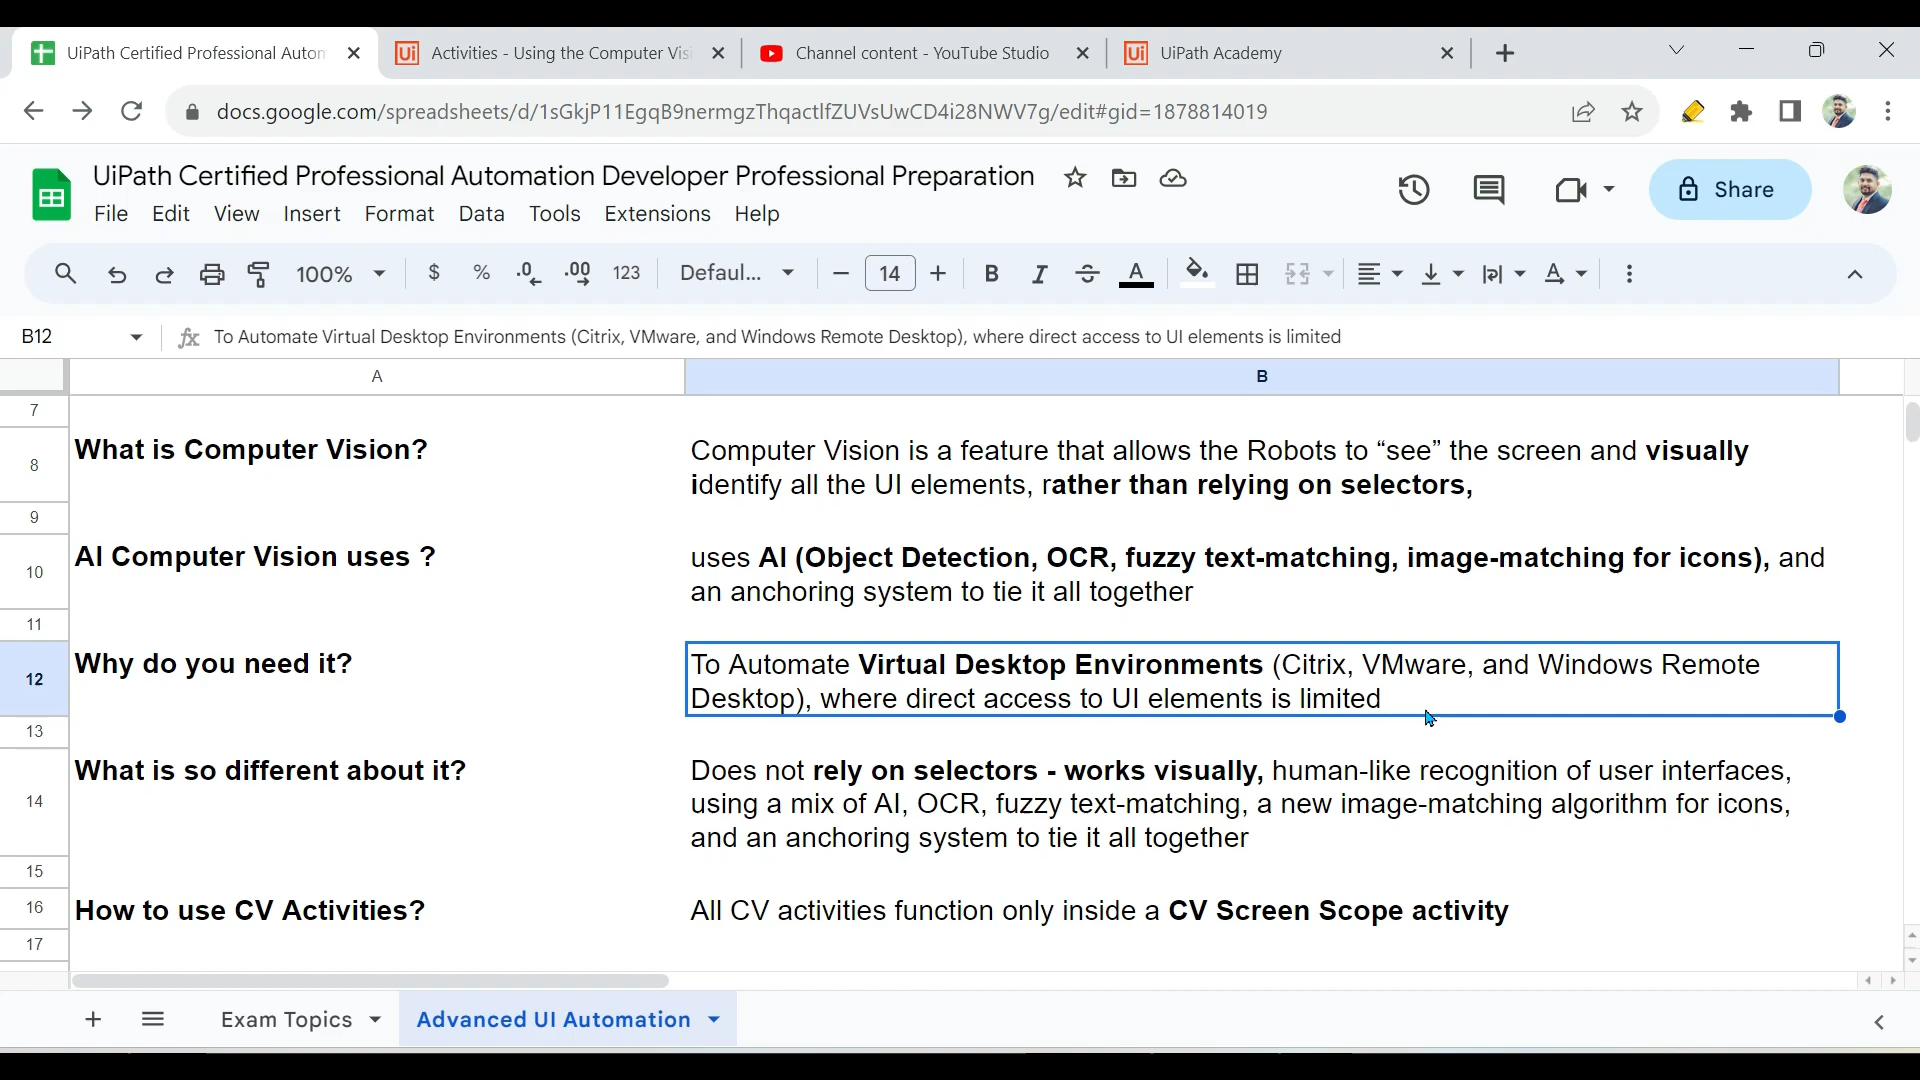 UiPath Certified Professional Autom
Activities - Using the Computer Visi
Channel content - YouTube Studio
UiPath Academy
docs.google.com/spreadsheets/d/1sGkjP11EgqB9nermgzThqactlfZUVsUwCD4i28NWV7g/edit#gid=1878814019
UiPath Certified Professional Automation Developer Professional Preparation
File Edit View Insert Format Data Tools Extensions Help
Share
100% $ % .0 .00 123 Defaul... 14 B I A
B12
fx To Automate Virtual Desktop Environments (Citrix, VMware, and Windows Remote Desktop), where direct access to UI elements is limited
A B
7
8 What is Computer Vision? Computer Vision is a feature that allows the Robots to “see” the screen and visually
identify all the UI elements, rather than relying on selectors,
9
10 AI Computer Vision uses ? uses AI (Object Detection, OCR, fuzzy text-matching, image-matching for icons), and
an anchoring system to tie it all together
11
12 Why do you need it? To Automate Virtual Desktop Environments (Citrix, VMware, and Windows Remote
Desktop), where direct access to UI elements is limited
13
14 What is so different about it? Does not rely on selectors - works visually, human-like recognition of user interfaces,
using a mix of AI, OCR, fuzzy text-matching, a new image-matching algorithm for icons,
and an anchoring system to tie it all together
15
16 How to use CV Activities? All CV activities function only inside a CV Screen Scope activity
17
Exam Topics Advanced UI Automation